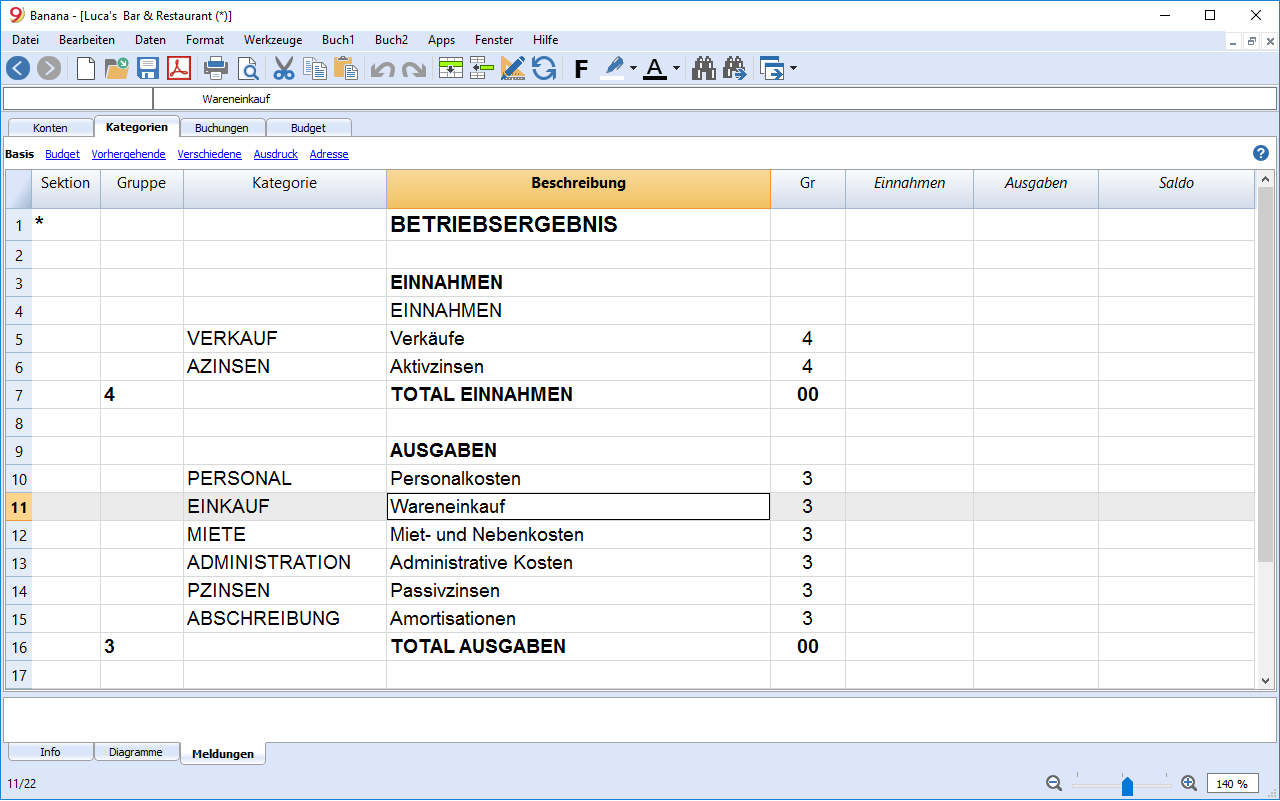 Banana - [Luca's Bar & Restaurant (*)]
Datei Bearbeiten Daten Format Werkzeuge Buch1 Buch2 Apps Fenster Hilfe
F A
Wareneinkauf
Konten Kategorien Buchungen Budget
Basis Budget Vorhergehende Verschiedene Ausdruck Adresse ?
Sektion Gruppe Kategorie Beschreibung Gr Einnahmen Ausgaben Saldo
1 * BETRIEBSERGEBNIS
2
3 EINNAHMEN
4 EINNAHMEN
5 VERKAUF Verkäufe 4
6 AZINSEN Aktivzinsen 4
7 4 TOTAL EINNAHMEN 00
8
9 AUSGABEN
10 PERSONAL Personalkosten 3
11 EINKAUF Wareneinkauf 3
12 MIETE Miet- und Nebenkosten 3
13 ADMINISTRATION Administrative Kosten 3
14 PZINSEN Passivzinsen 3
15 ABSCHREIBUNG Amortisationen 3
16 3 TOTAL AUSGABEN 00
17
Info Diagramme Meldungen
11/22 140 %